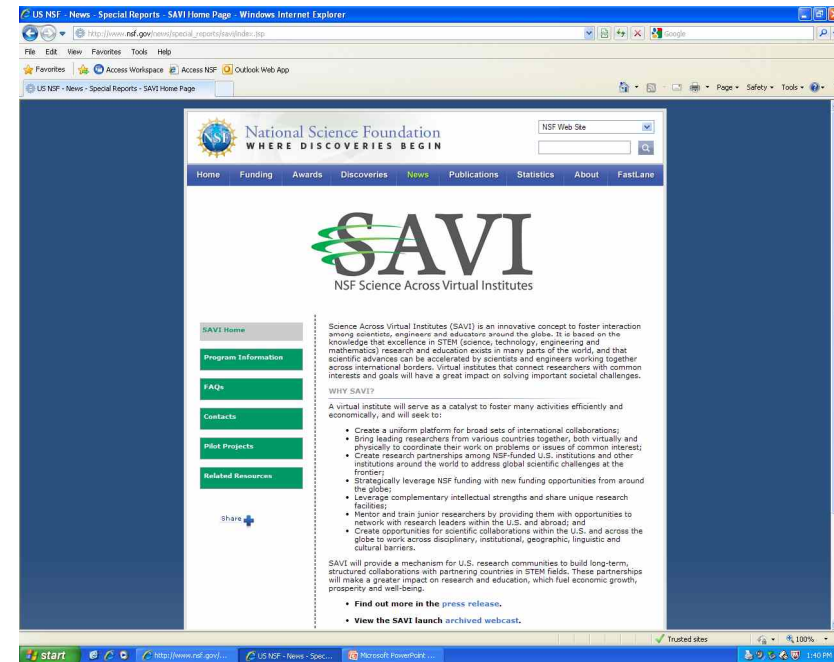 US NSF - News - Special Reports - SAVI Home Page - Windows Internet Explorer
http://www.nsf.gov/news/special_reports/savi/index.jsp
Google
File Edit View Favorites Tools Help
Favorites Access Workspace Access NSF Outlook Web App
US NSF - News - Special Reports - SAVI Home Page
Page Safety Tools
NSF
National Science Foundation
WHERE DISCOVERIES BEGIN
NSF Web Site
Home Funding Awards Discoveries News Publications Statistics About FastLane
SAVI
NSF Science Across Virtual Institutes
SAVI Home
Program Information
FAQs
Contacts
Pilot Projects
Related Resources
Share
Science Across Virtual Institutes (SAVI) is an innovative concept to foster interaction
among scientists, engineers and educators around the globe. It is based on the
knowledge that excellence in STEM (science, technology, engineering and
mathematics) research and education exists in many parts of the world, and that
scientific advances can be accelerated by scientists and engineers working together
across international borders. Virtual institutes that connect researchers with common
interests and goals will have a great impact on solving important societal challenges.
WHY SAVI?
A virtual institute will serve as a catalyst to foster many activities efficiently and
economically, and will seek to:
• Create a uniform platform for broad sets of international collaborations;
• Bring leading researchers from various countries together, both virtually and
physically to coordinate their work on problems or issues of common interest;
• Create research partnerships among NSF-funded U.S. institutions and other
institutions around the world to address global scientific challenges at the
frontier;
• Strategically leverage NSF funding with new funding opportunities from around
the globe;
• Leverage complementary intellectual strengths and share unique research
facilities;
• Mentor and train junior researchers by providing them with opportunities to
network with research leaders within the U.S. and abroad; and
• Create opportunities for scientific collaborations within the U.S. and across the
globe to work across disciplinary, institutional, geographic, linguistic and
cultural barriers.
SAVI will provide a mechanism for U.S. research communities to build long-term,
structured collaborations with partnering countries in STEM fields. These partnerships
will make a greater impact on research and education, which fuel economic growth,
prosperity and well-being.
• Find out more in the press release.
• View the SAVI launch archived webcast.
Trusted sites 100%
start http://www.nsf.gov/... US NSF - News - Spec... Microsoft PowerPoint ... 1:40 PM